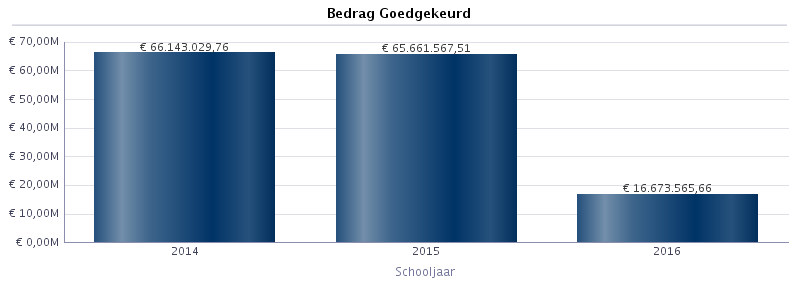 Bedrag Goedgekeurd
€ 70,00M
€ 60,00M
€ 50,00M
€ 40,00M
€ 30,00M
€ 20,00M
€ 10,00M
€ 0,00M
€ 66.143.029,76
€ 65.661.567,51
€ 16.673.565,66
2014
2015
2016
Schooljaar